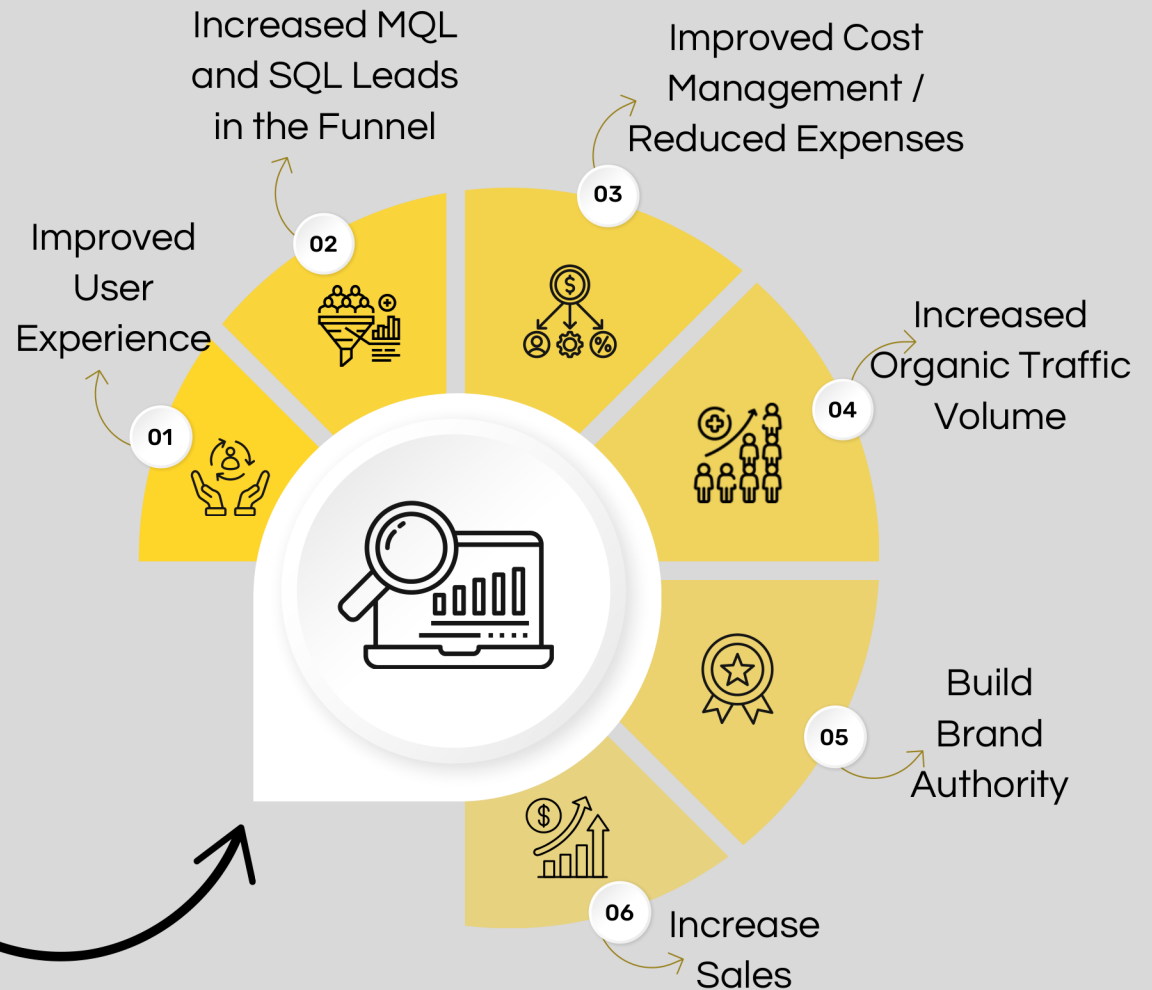 01
Improved
User
Experience
02
Increased MQL
and SQL Leads
in the Funnel
03
Improved Cost
Management /
Reduced Expenses
$
%
04
Increased
Organic Traffic
Volume
05
Build
Brand
Authority
06
Increase
Sales
$